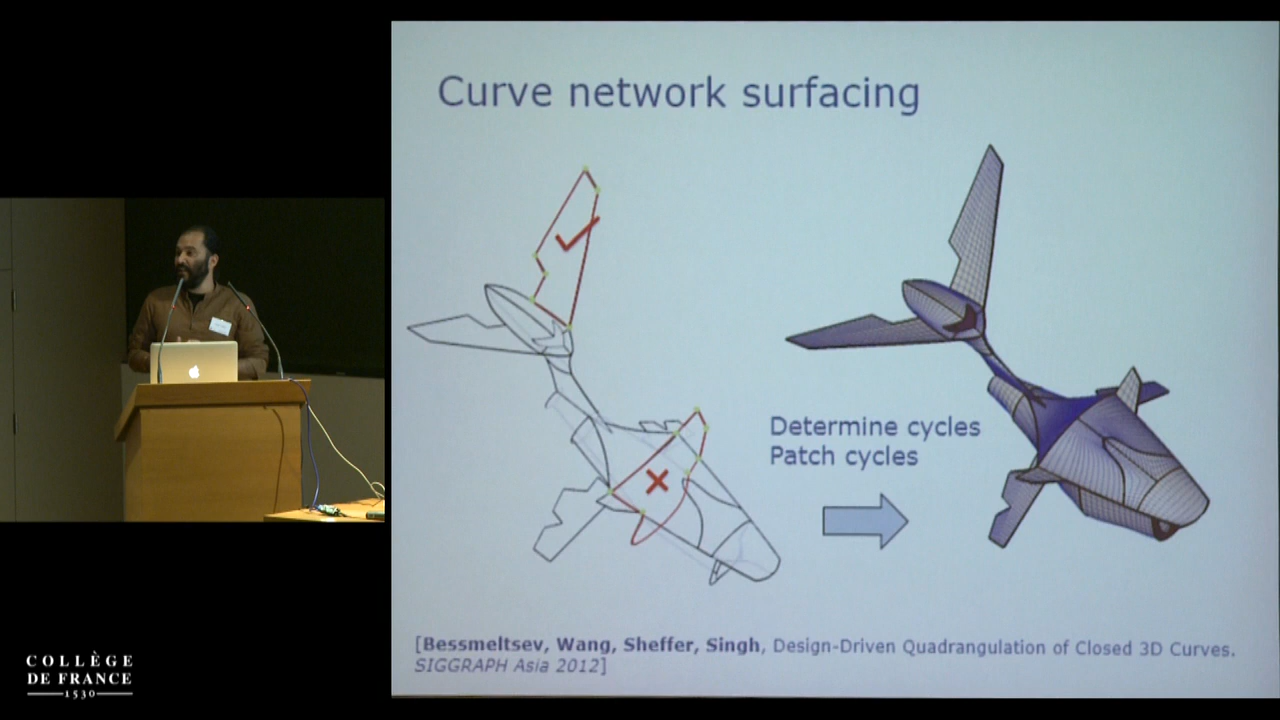 Curve network surfacing
Determine cycles
Patch cycles
[Bessmeltsev, Wang, Sheffer, Singh, Design-Driven Quadrangulation of Closed 3D Curves.
SIGGRAPH Asia 2012]
COLLÈGE
DE FRANCE
1530